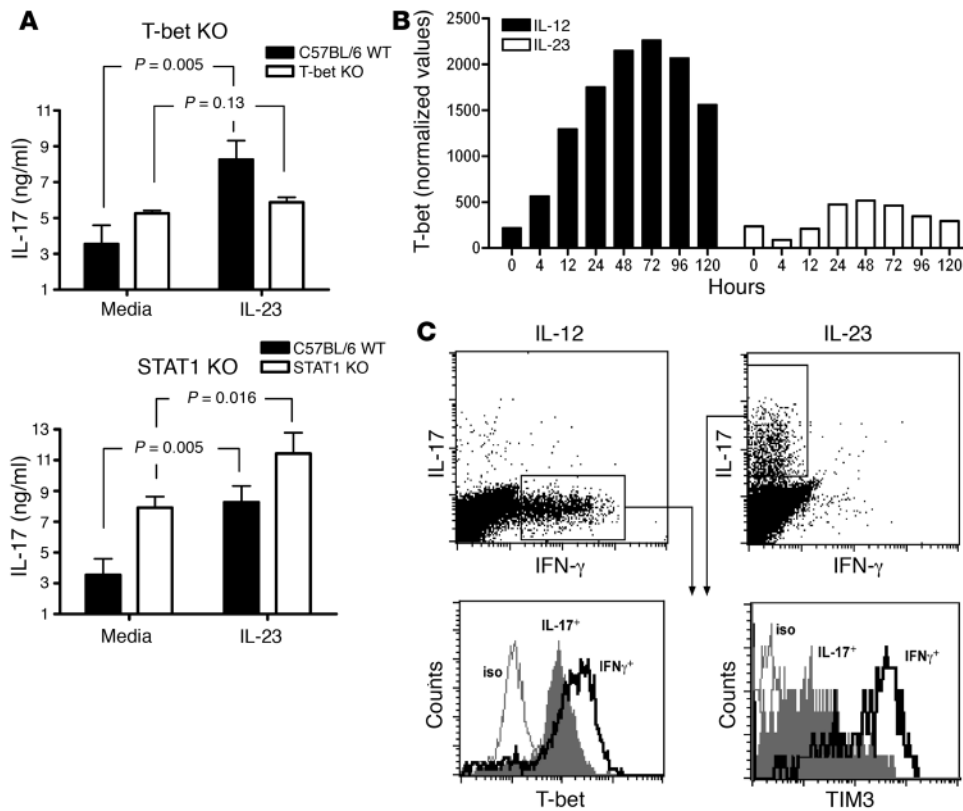 A
T-bet KO
C57BL/6 WT
T-bet KO
P = 0.005
P = 0.13
IL-17 (ng/ml)
11
9
7
5
3
1
Media
IL-23
STAT1 KO
C57BL/6 WT
STAT1 KO
P = 0.016
P = 0.005
IL-17 (ng/ml)
13
11
9
7
5
3
1
Media
IL-23
B
IL-12
IL-23
T-bet (normalized values)
2500
2000
1500
1000
500
0
0 4 12 24 48 72 96 120 0 4 12 24 48 72 96 120
Hours
C
IL-12
IL-23
IL-17
IFN-γ
IL-17
IFN-γ
iso
IL-17⁺
IFNγ⁺
Counts
T-bet
iso
IL-17⁺
IFNγ⁺
Counts
TIM3